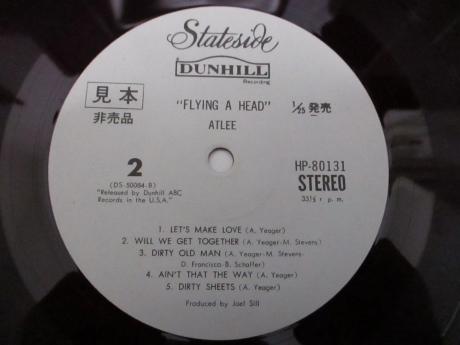 Stateside
DUNHILL
Recording
見本
非売品
"FLYING A HEAD"
ATLEE
1/25 発売
2
(DS-50084-B)
"Released by Dunhill ABC
Records in the U.S.A."
HP-80131
STEREO
33⅓ r. p. m.
1. LET'S MAKE LOVE (A. Yeager)
2. WILL WE GET TOGETHER (A. Yeager-M. Stevens)
3. DIRTY OLD MAN (A. Yeager-M. Stevens-
D. Francisco-B. Schaffer)
4. AIN'T THAT THE WAY (A. Yeager)
5. DIRTY SHEETS (A. Yeager)
Produced by Joel Sill